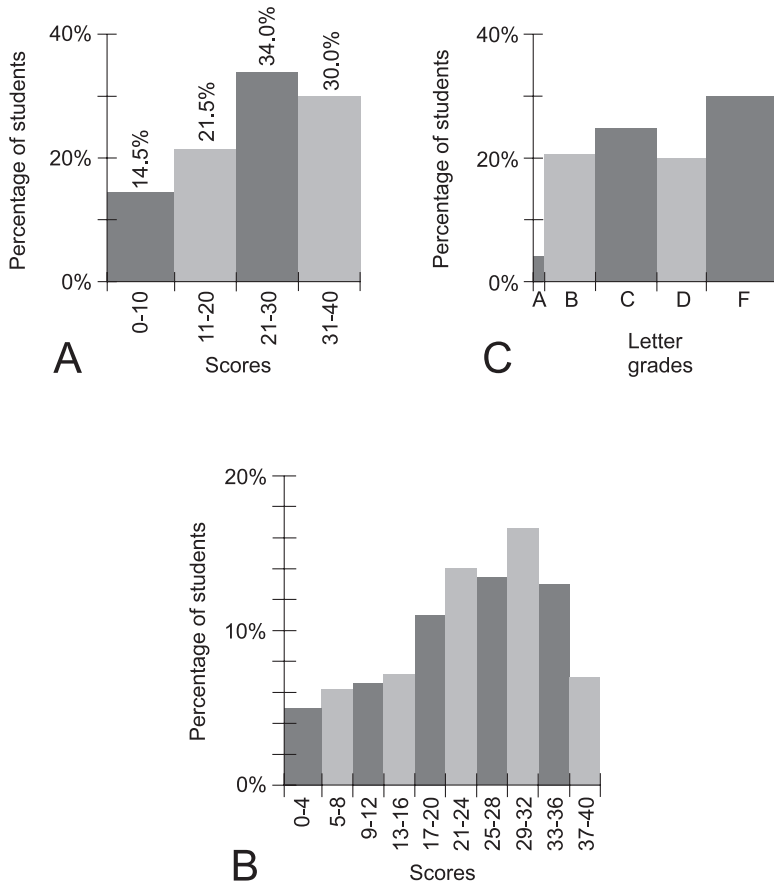 Percentage of students
40%
20%
0%
14.5%
21.5%
34.0%
30.0%
0-10
11-20
21-30
31-40
Scores
A
Percentage of students
40%
20%
0%
A
B
C
D
F
Letter
grades
C
Percentage of students
20%
10%
0%
0-4
5-8
9-12
13-16
17-20
21-24
25-28
29-32
33-36
37-40
Scores
B